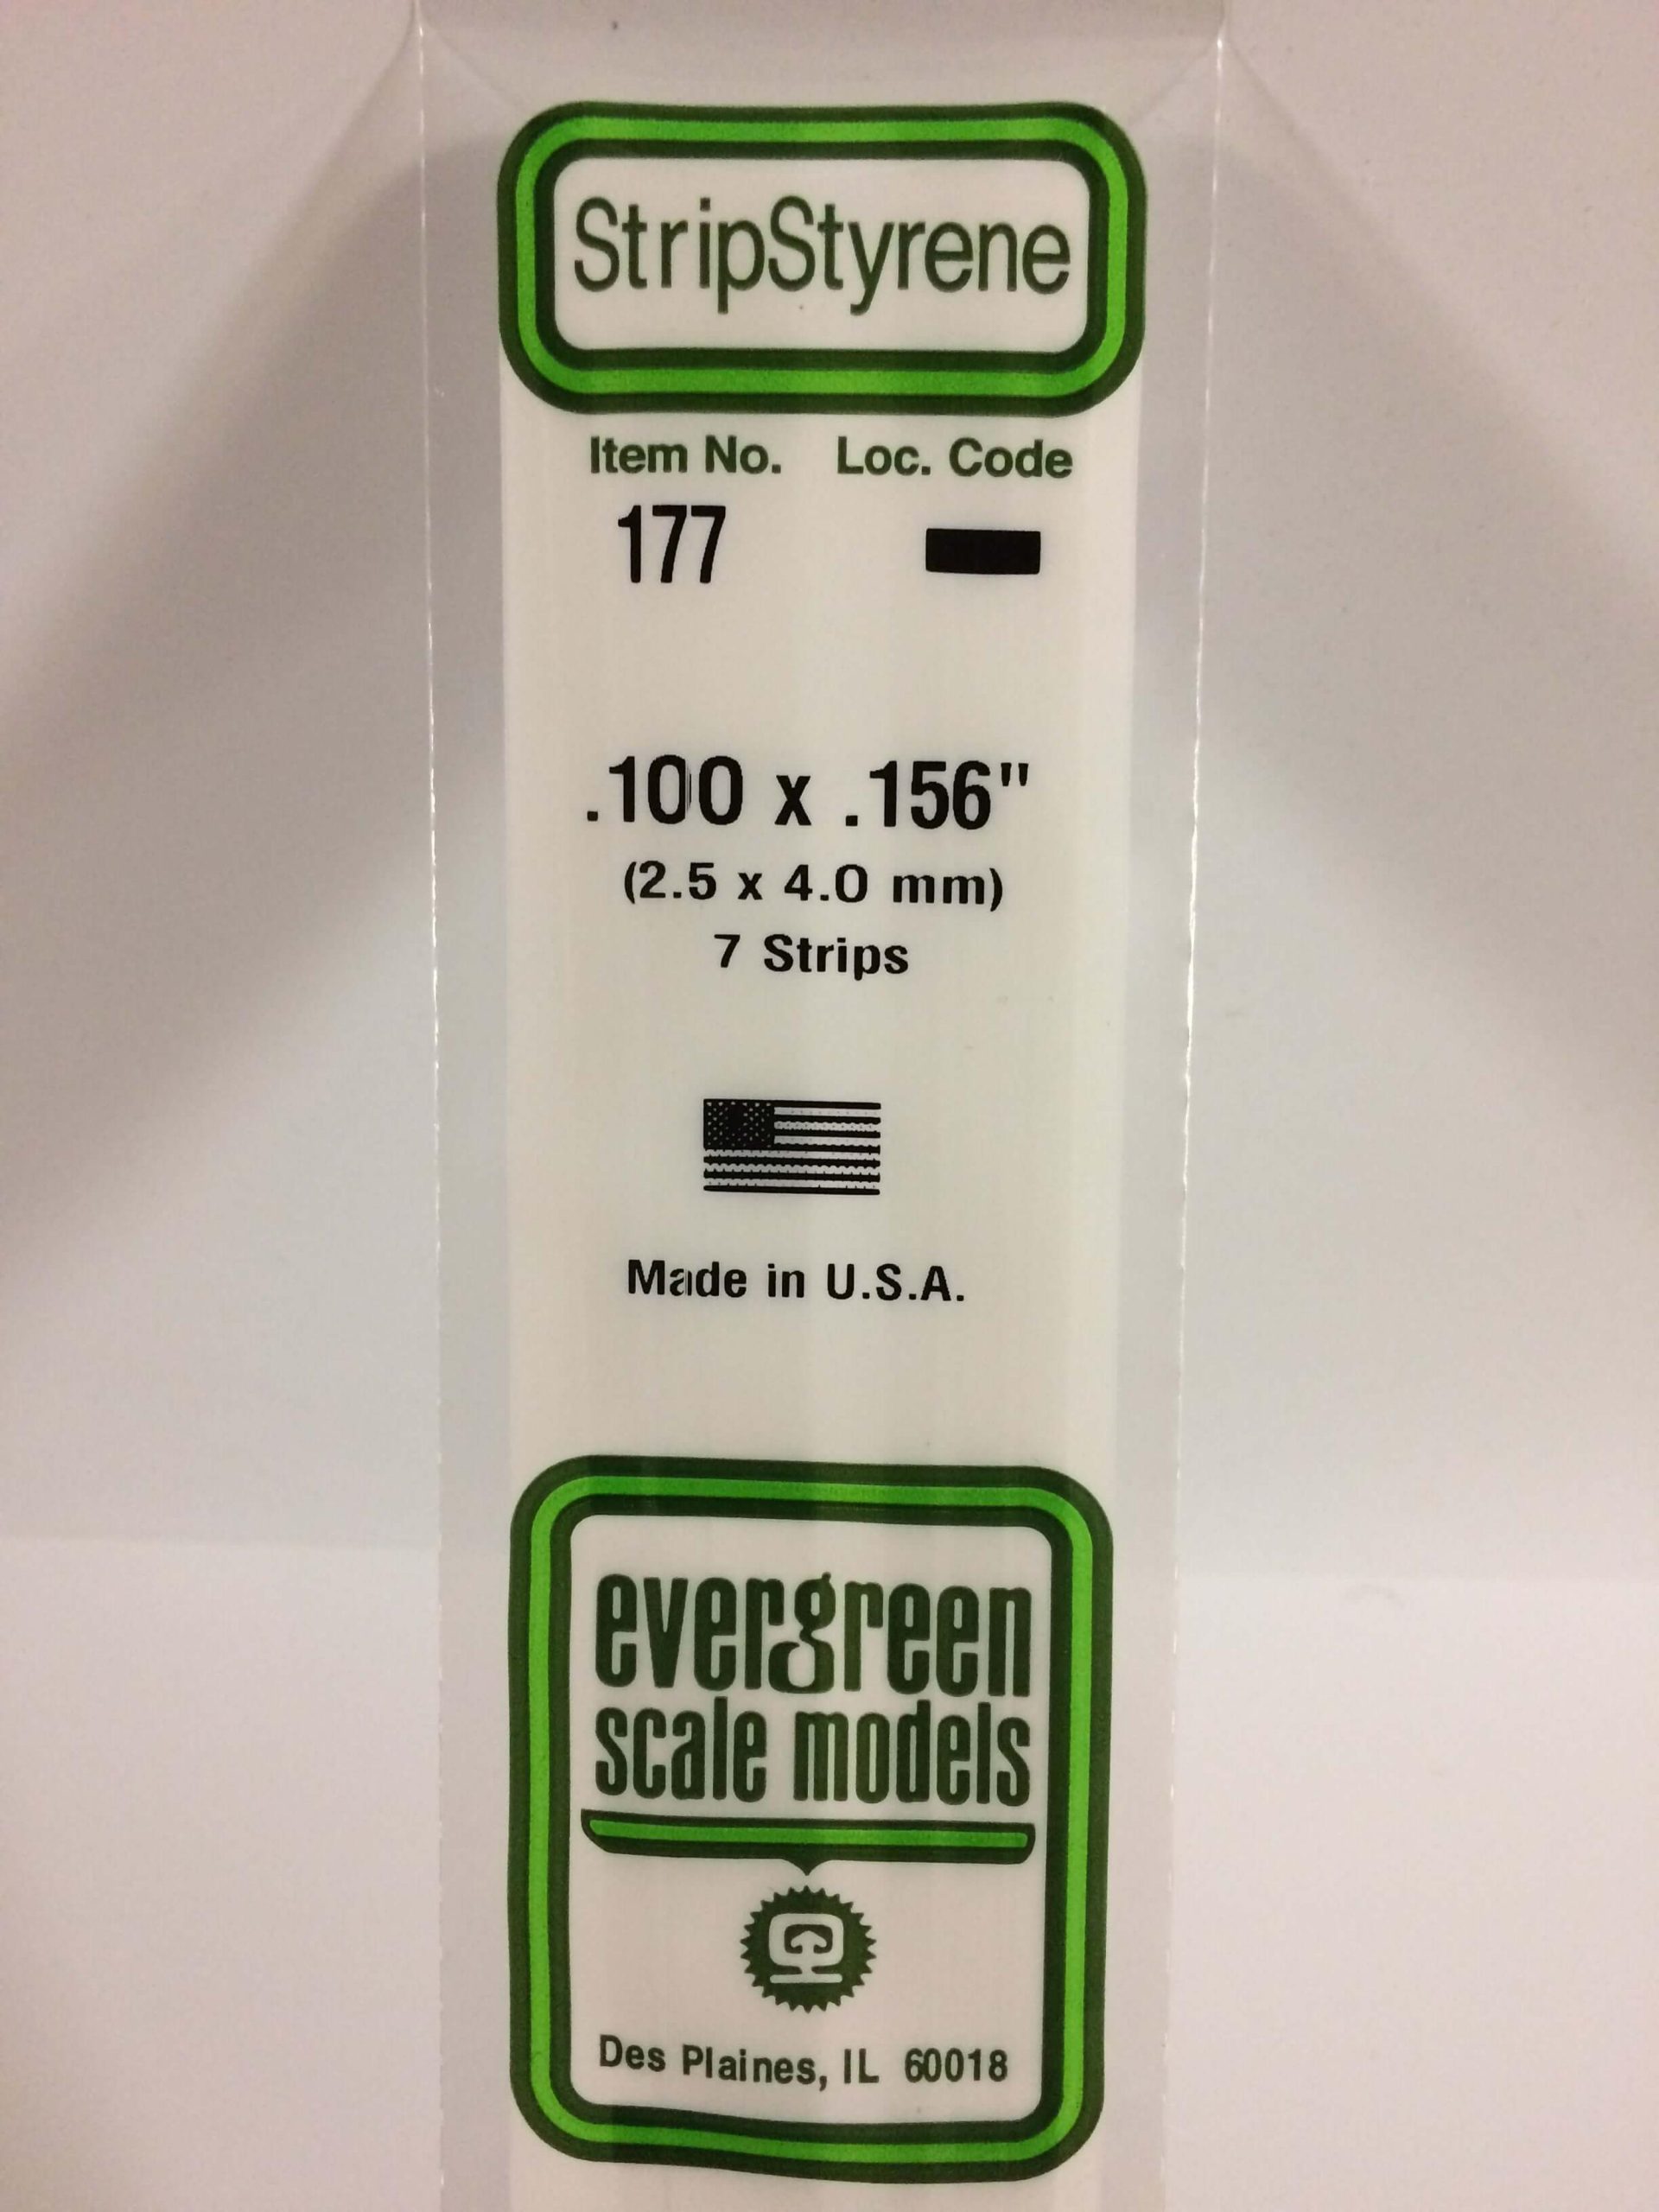 StripStyrene
Item No. Loc. Code
177
.100 x .156"
(2.5 x 4.0 mm)
7 Strips
Made in U.S.A.
evergreen
scale models
Des Plaines, IL 60018